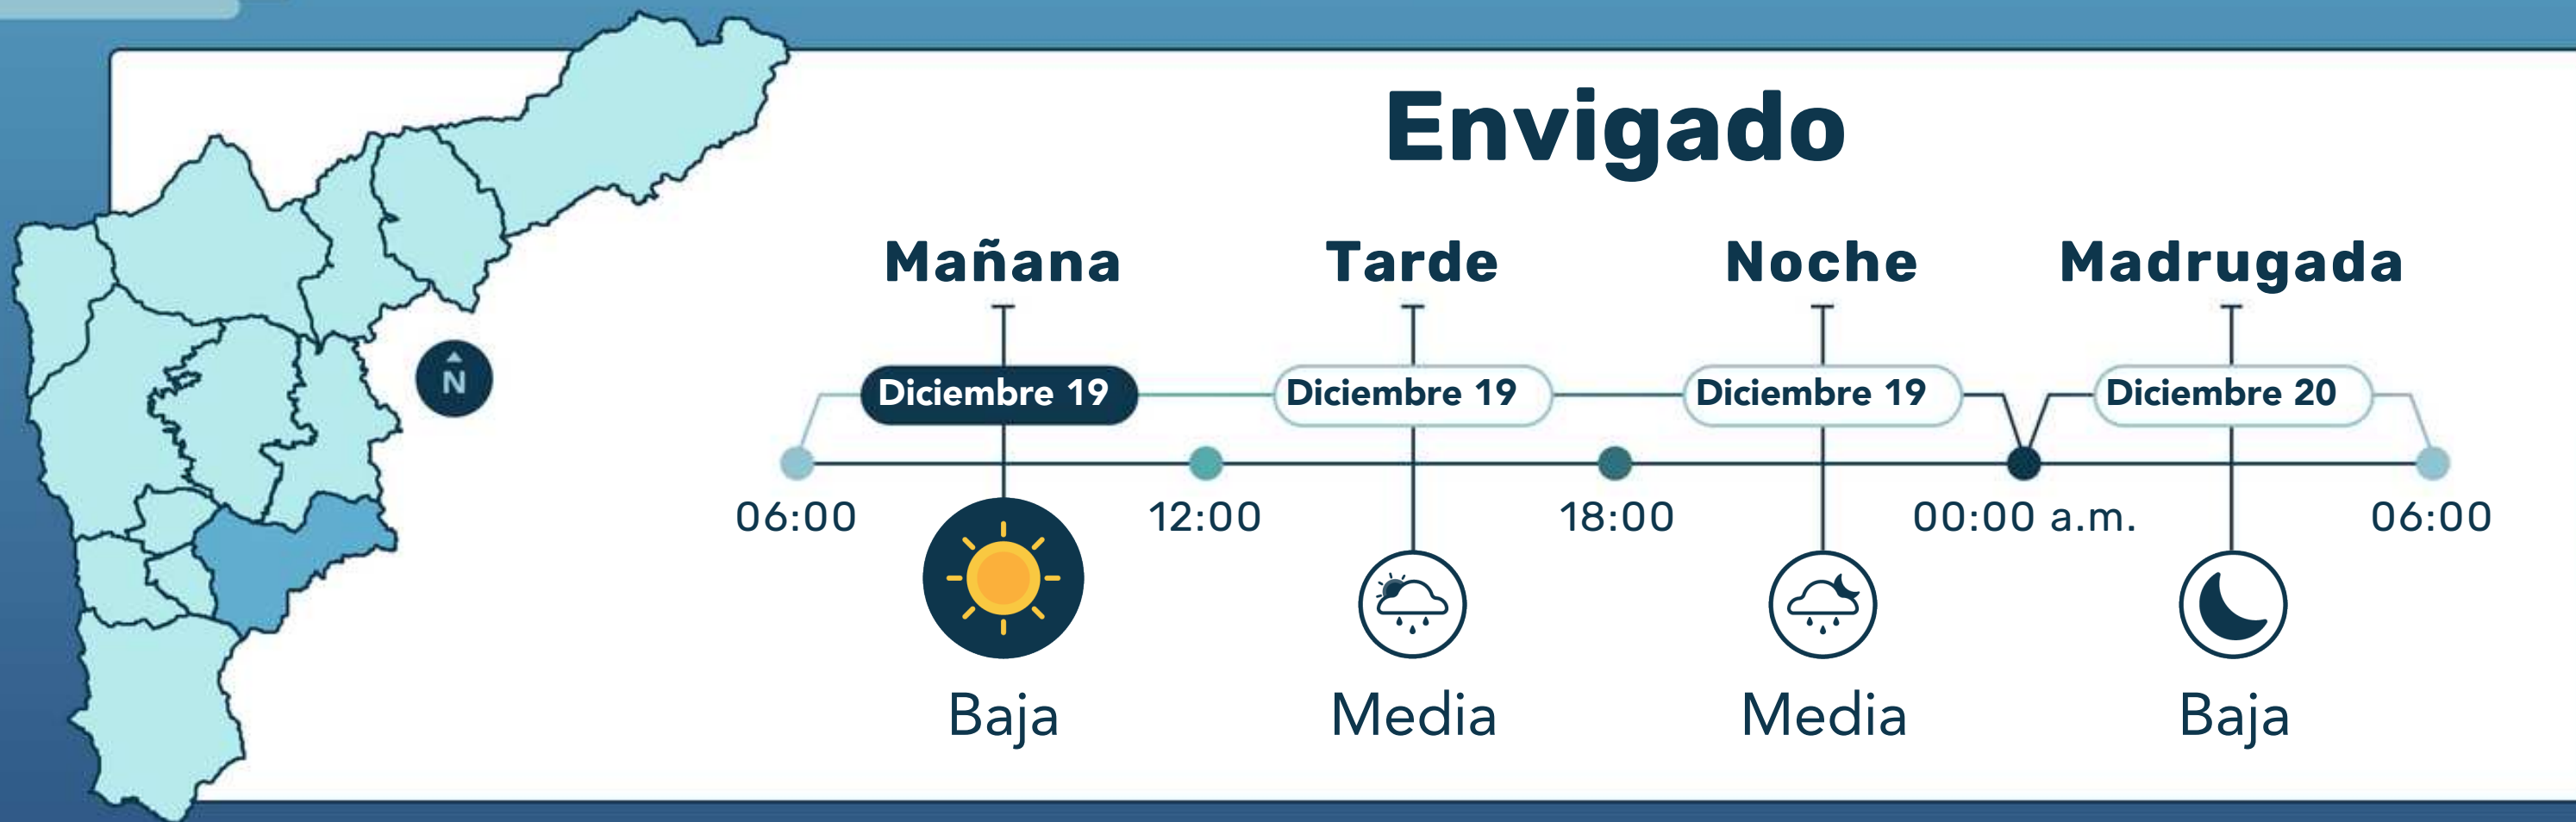 Envigado
Mañana Tarde Noche Madrugada
N
Diciembre 19 Diciembre 19 Diciembre 19 Diciembre 20
06:00 12:00 18:00 00:00 a.m. 06:00
Baja Media Media Baja